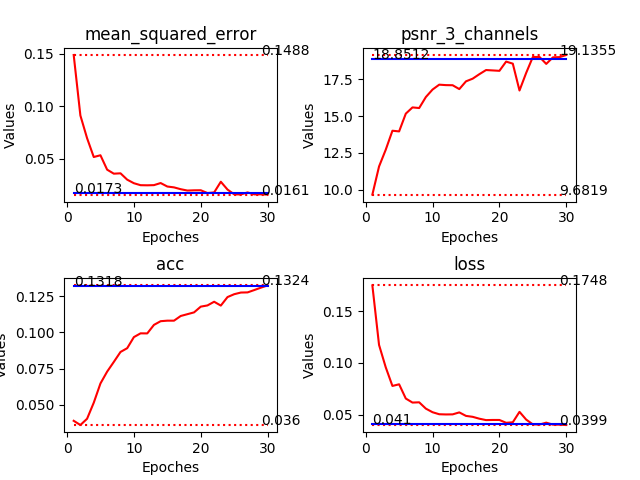 mean_squared_error
0.1488
0.15
0.10
0.05
Values
0.0173
0.0161
0 10 20 30
Epoches
psnr_3_channels
18.8512
19.1355
17.5
15.0
12.5
10.0
Values
9.6819
0 10 20 30
Epoches
acc
0.1318
0.1324
0.125
0.100
0.075
0.050
Values
0.036
0 10 20 30
Epoches
loss
0.1748
0.15
0.10
0.05
Values
0.041
0.0399
0 10 20 30
Epoches